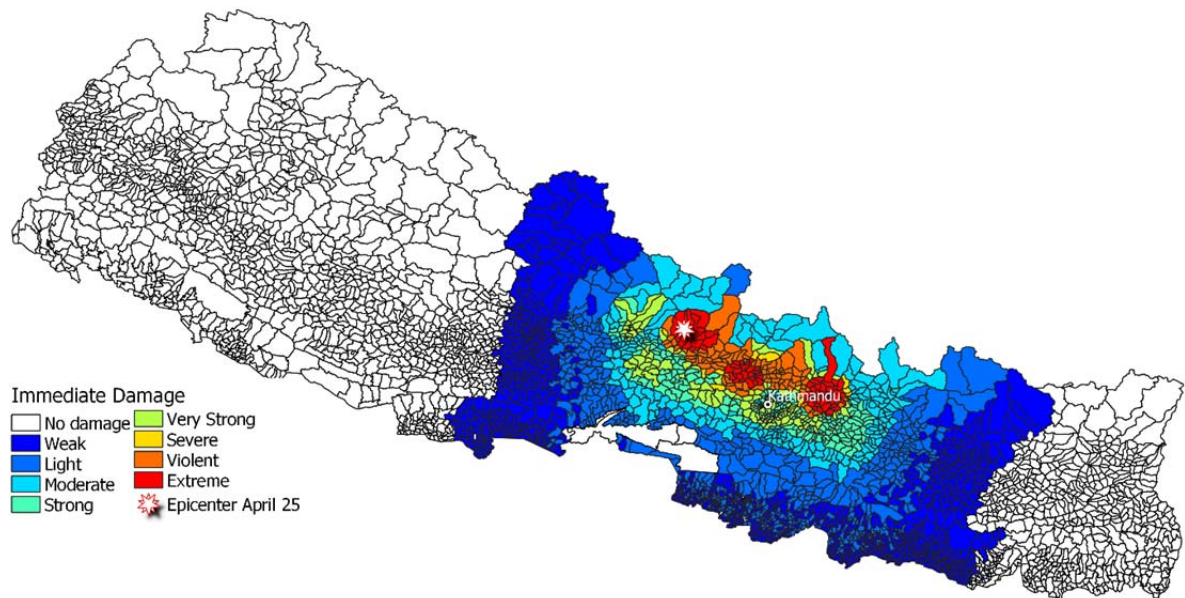 Kathmandu
Immediate Damage
No damage
Weak
Light
Moderate
Strong
Very Strong
Severe
Violent
Extreme
Epicenter April 25